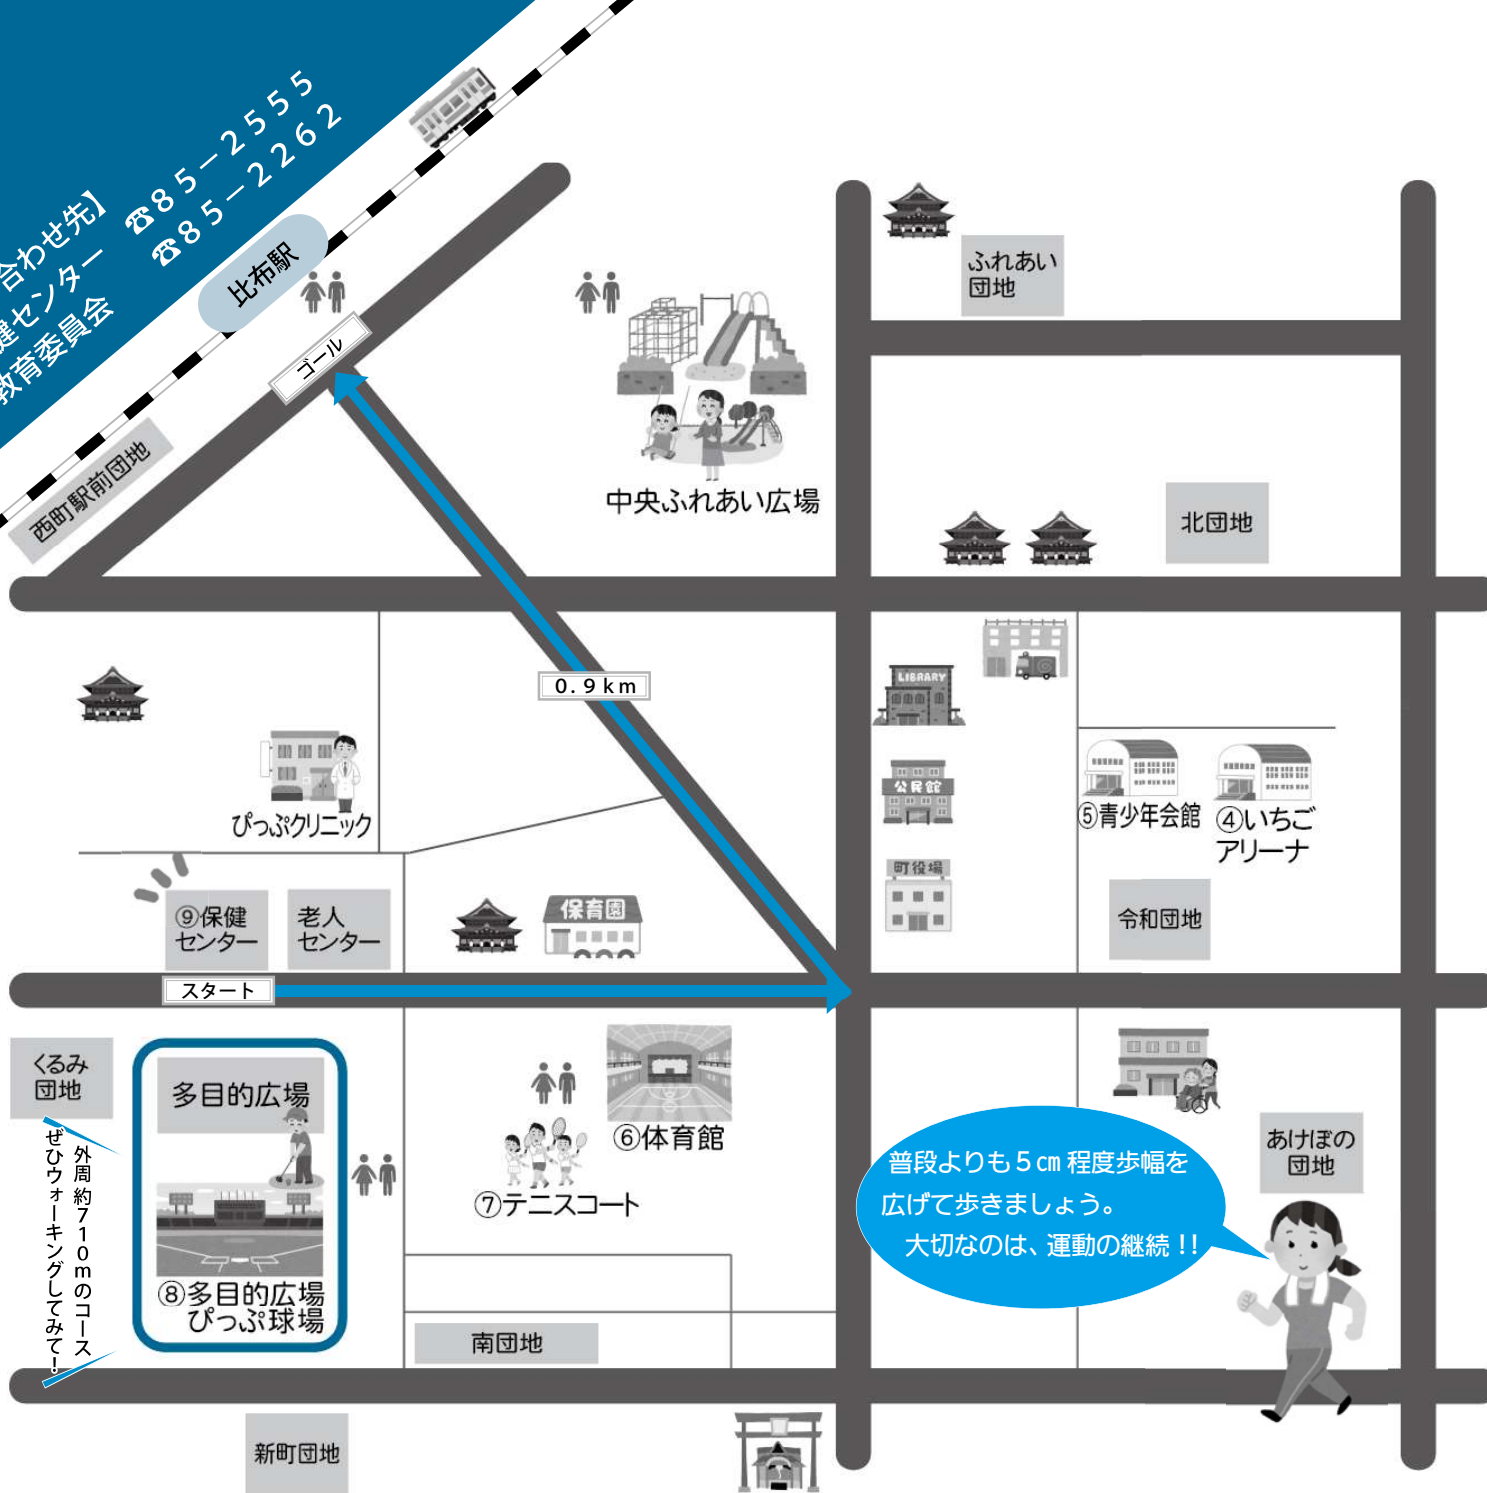 合わせ先】
健センター ☎85－2555
教育委員会 ☎85－2262
比布駅
ゴール
西町駅前団地
中央ふれあい広場
ふれあい
団地
北団地
0.9km
LIBRARY
公民館
町役場
⑤青少年会館
④いちご
アリーナ
令和団地
ぴっぷクリニック
⑨保健
センター
老人
センター
保育園
スタート
くるみ
団地
多目的広場
⑧多目的広場
ぴっぷ球場
外周約710mのコース
ぜひウォーキングしてみて！
⑥体育館
⑦テニスコート
南団地
新町団地
あけぼの
団地
普段よりも5㎝程度歩幅を
広げて歩きましょう。
大切なのは、運動の継続!!